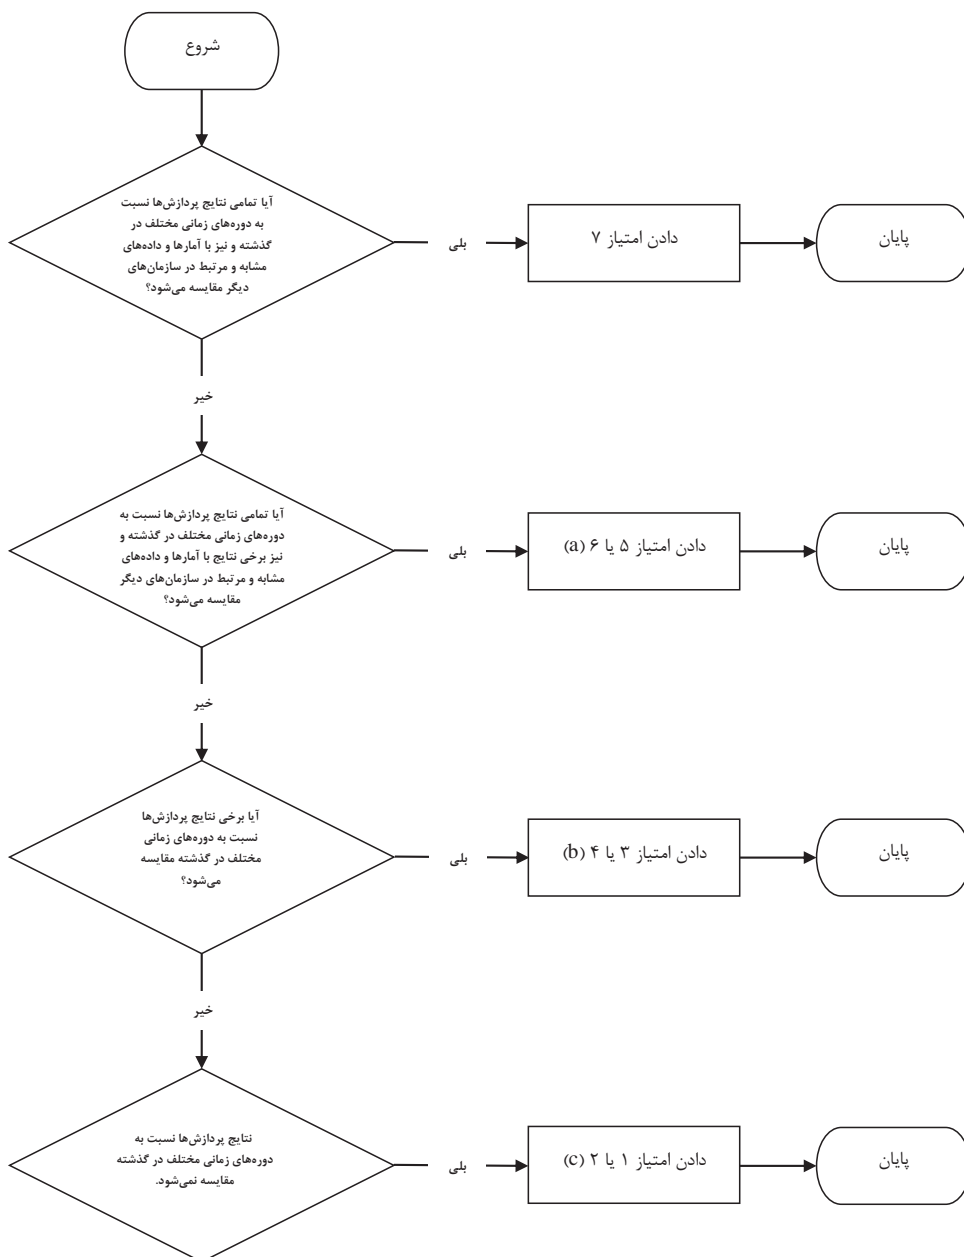 شروع
آیا تمامی نتایج پردازش‌ها نسبت
به دوره‌های زمانی مختلف در
گذشته و نیز با آمارها و داده‌های
مشابه و مرتبط در سازمان‌های
دیگر مقایسه می‌شود؟
بلی
دادن امتیاز ۷
پایان
خیر
آیا تمامی نتایج پردازش‌ها نسبت به
دوره‌های زمانی مختلف در گذشته و
نیز برخی نتایج با آمارها و داده‌های
مشابه و مرتبط در سازمان‌های دیگر
مقایسه می‌شود؟
بلی
دادن امتیاز ۵ یا ۶ (a)
پایان
خیر
آیا برخی نتایج پردازش‌ها
نسبت به دوره‌های زمانی
مختلف در گذشته مقایسه
می‌شود؟
بلی
دادن امتیاز ۳ یا ۴ (b)
پایان
خیر
نتایج پردازش‌ها نسبت به
دوره‌های زمانی مختلف در گذشته
مقایسه نمی‌شود.
بلی
دادن امتیاز ۱ یا ۲ (c)
پایان